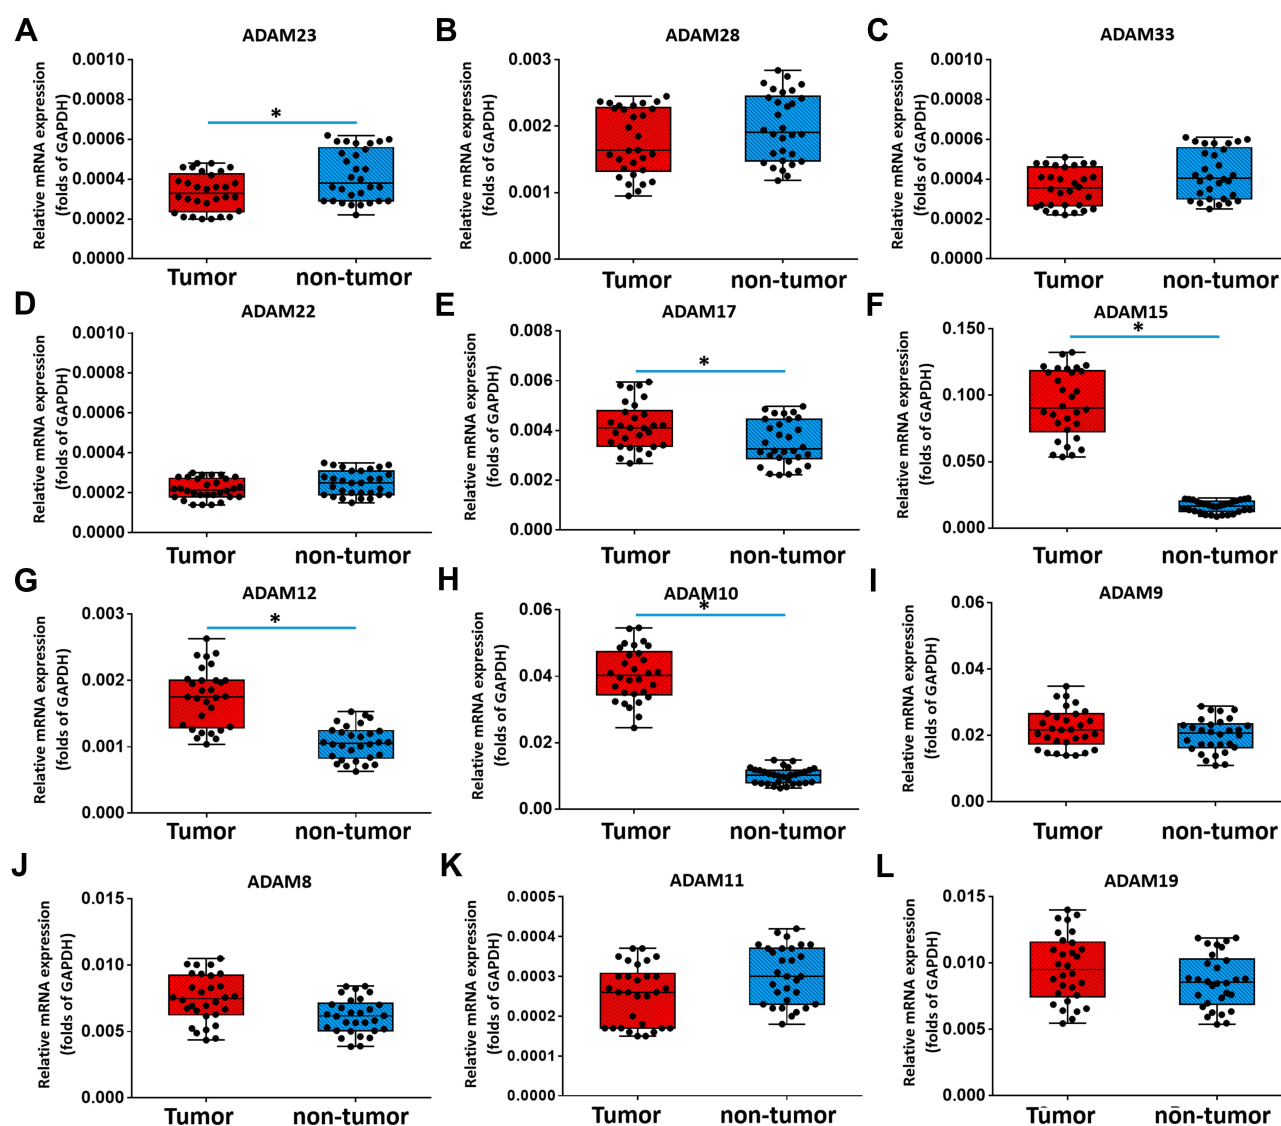 A
ADAM23
Relative mRNA expression
(folds of GAPDH)
0.0010
0.0008
0.0006
0.0004
0.0002
0.0000
*
Tumor non-tumor
B
ADAM28
Relative mRNA expression
(folds of GAPDH)
0.003
0.002
0.001
0.000
Tumor non-tumor
C
ADAM33
Relative mRNA expression
(folds of GAPDH)
0.0010
0.0008
0.0006
0.0004
0.0002
0.0000
Tumor non-tumor
D
ADAM22
Relative mRNA expression
(folds of GAPDH)
0.0010
0.0008
0.0006
0.0004
0.0002
0.0000
Tumor non-tumor
E
ADAM17
Relative mRNA expression
(folds of GAPDH)
0.008
0.006
0.004
0.002
0.000
*
Tumor non-tumor
F
ADAM15
Relative mRNA expression
(folds of GAPDH)
0.150
0.100
0.050
0.000
*
Tumor non-tumor
G
ADAM12
Relative mRNA expression
(folds of GAPDH)
0.003
0.002
0.001
0.000
*
Tumor non-tumor
H
ADAM10
Relative mRNA expression
(folds of GAPDH)
0.06
0.04
0.02
0.00
*
Tumor non-tumor
I
ADAM9
Relative mRNA expression
(folds of GAPDH)
0.06
0.04
0.02
0.00
Tumor non-tumor
J
ADAM8
Relative mRNA expression
(folds of GAPDH)
0.015
0.010
0.005
0.000
Tumor non-tumor
K
ADAM11
Relative mRNA expression
(folds of GAPDH)
0.0005
0.0004
0.0003
0.0002
0.0001
0.0000
Tumor non-tumor
L
ADAM19
Relative mRNA expression
(folds of GAPDH)
0.015
0.010
0.005
0.000
Tumor non-tumor